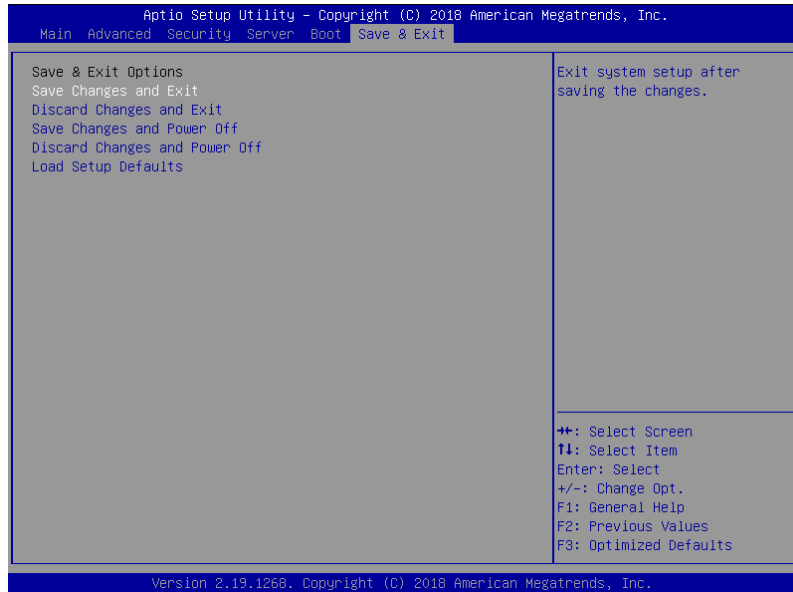 Aptio Setup Utility – Copyright (C) 2018 American Megatrends, Inc.
Main Advanced Security Server Boot Save & Exit
Save & Exit Options
Save Changes and Exit
Discard Changes and Exit
Save Changes and Power Off
Discard Changes and Power Off
Load Setup Defaults
Exit system setup after
saving the changes.
→←: Select Screen
↑↓: Select Item
Enter: Select
+/-: Change Opt.
F1: General Help
F2: Previous Values
F3: Optimized Defaults
Version 2.19.1268. Copyright (C) 2018 American Megatrends, Inc.